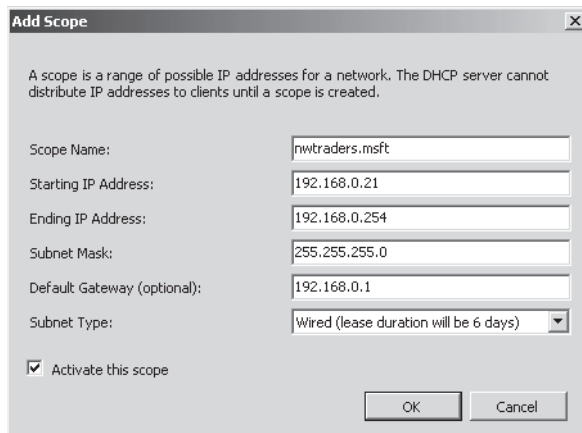 Add Scope
A scope is a range of possible IP addresses for a network. The DHCP server cannot
distribute IP addresses to clients until a scope is created.
Scope Name: nwtraders.msft
Starting IP Address: 192.168.0.21
Ending IP Address: 192.168.0.254
Subnet Mask: 255.255.255.0
Default Gateway (optional): 192.168.0.1
Subnet Type: Wired (lease duration will be 6 days)
Activate this scope
OK Cancel